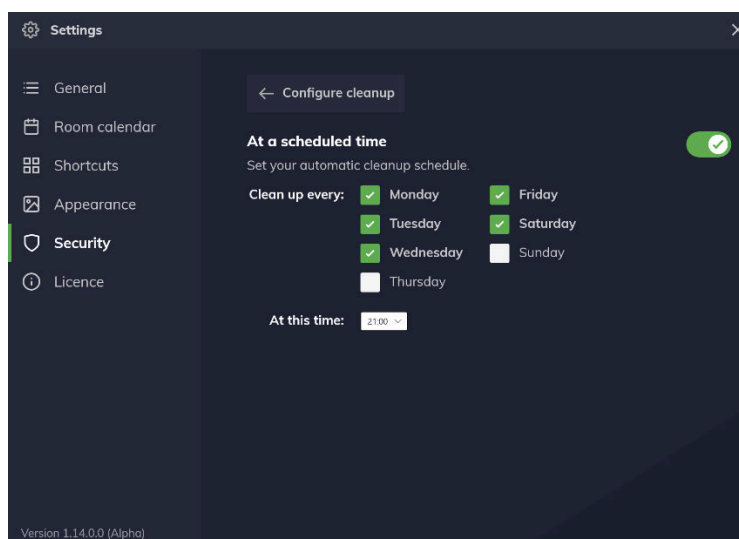 Settings
General
Room calendar
Shortcuts
Appearance
Security
Licence
Version 1.14.0.0 (Alpha)
Configure cleanup
At a scheduled time
Set your automatic cleanup schedule.
Clean up every:
Monday
Friday
Tuesday
Saturday
Wednesday
Sunday
Thursday
At this time:
21:00